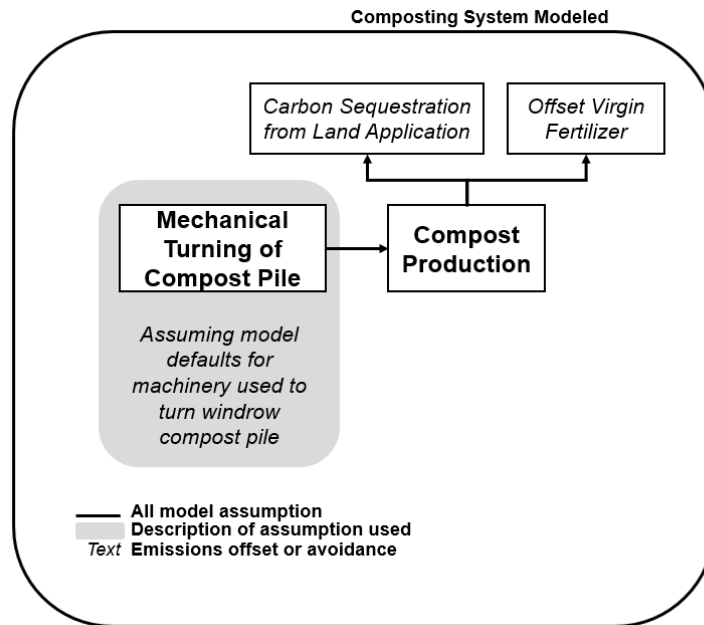 Composting System Modeled
Carbon Sequestration
from Land Application
Offset Virgin
Fertilizer
Mechanical
Turning of
Compost Pile
Compost
Production
Assuming model
defaults for
machinery used to
turn windrow
compost pile
All model assumption
Description of assumption used
Text Emissions offset or avoidance